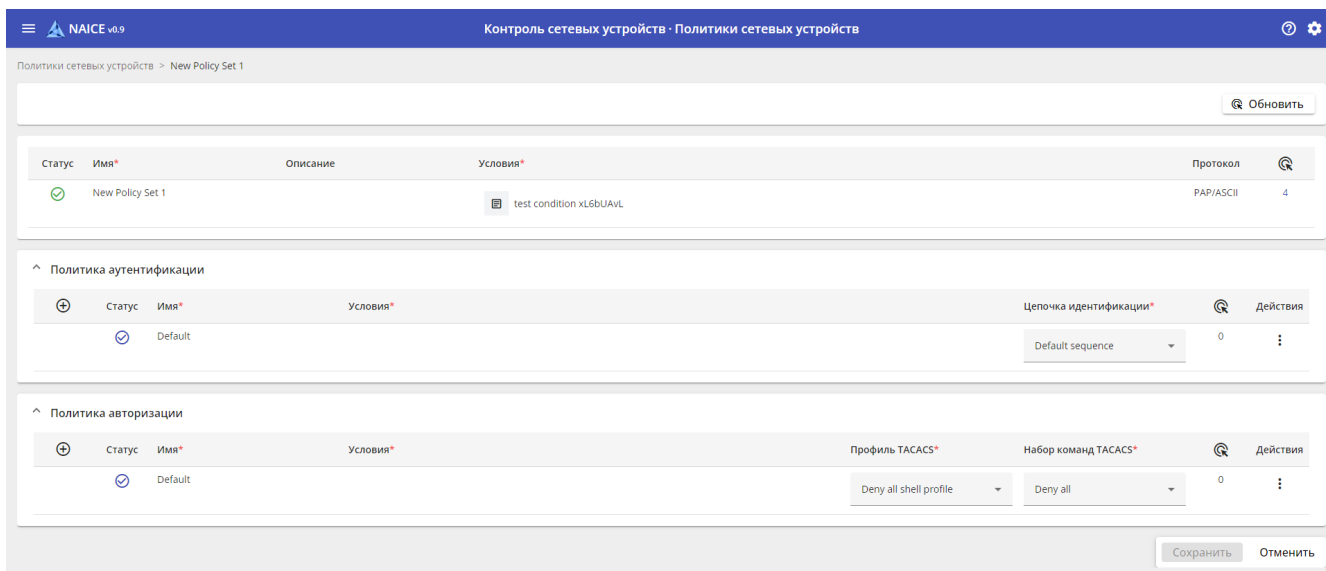 NAICE v0.9
Контроль сетевых устройств · Политики сетевых устройств
Политики сетевых устройств > New Policy Set 1
Обновить
Статус Имя* Описание Условия* Протокол
New Policy Set 1 test condition xL6bUAvL PAP/ASCII 4
Политика аутентификации
Статус Имя* Условия* Цепочка идентификации* Действия
Default Default sequence 0
Политика авторизации
Статус Имя* Условия* Профиль TACACS* Набор команд TACACS* Действия
Default Deny all shell profile Deny all 0
Сохранить Отменить